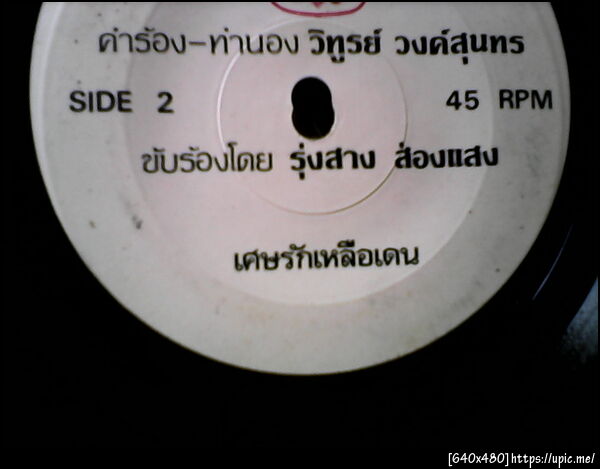 คำร้อง-ทำนอง วิทูรย์ วงศ์สุนทร
SIDE 2 45 RPM
ขับร้องโดย รุ่งสาง ส่องแสง
เศษรักเหลือเดน
[640x480]https://upic.me/